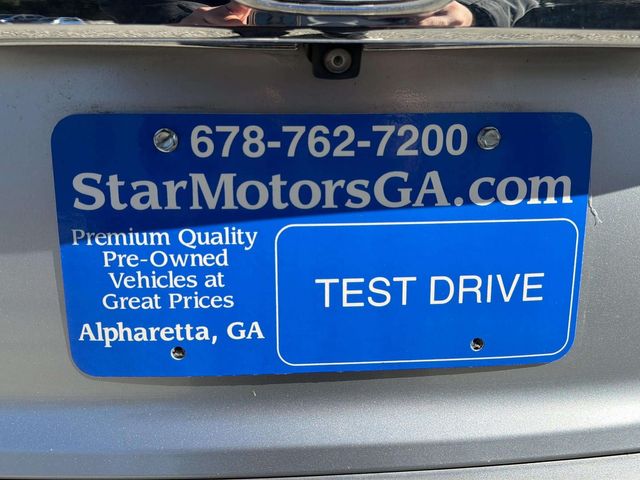 678-762-7200
StarMotorsGA.com
Premium Quality
Pre-Owned
Vehicles at
Great Prices
Alpharetta, GA
TEST DRIVE